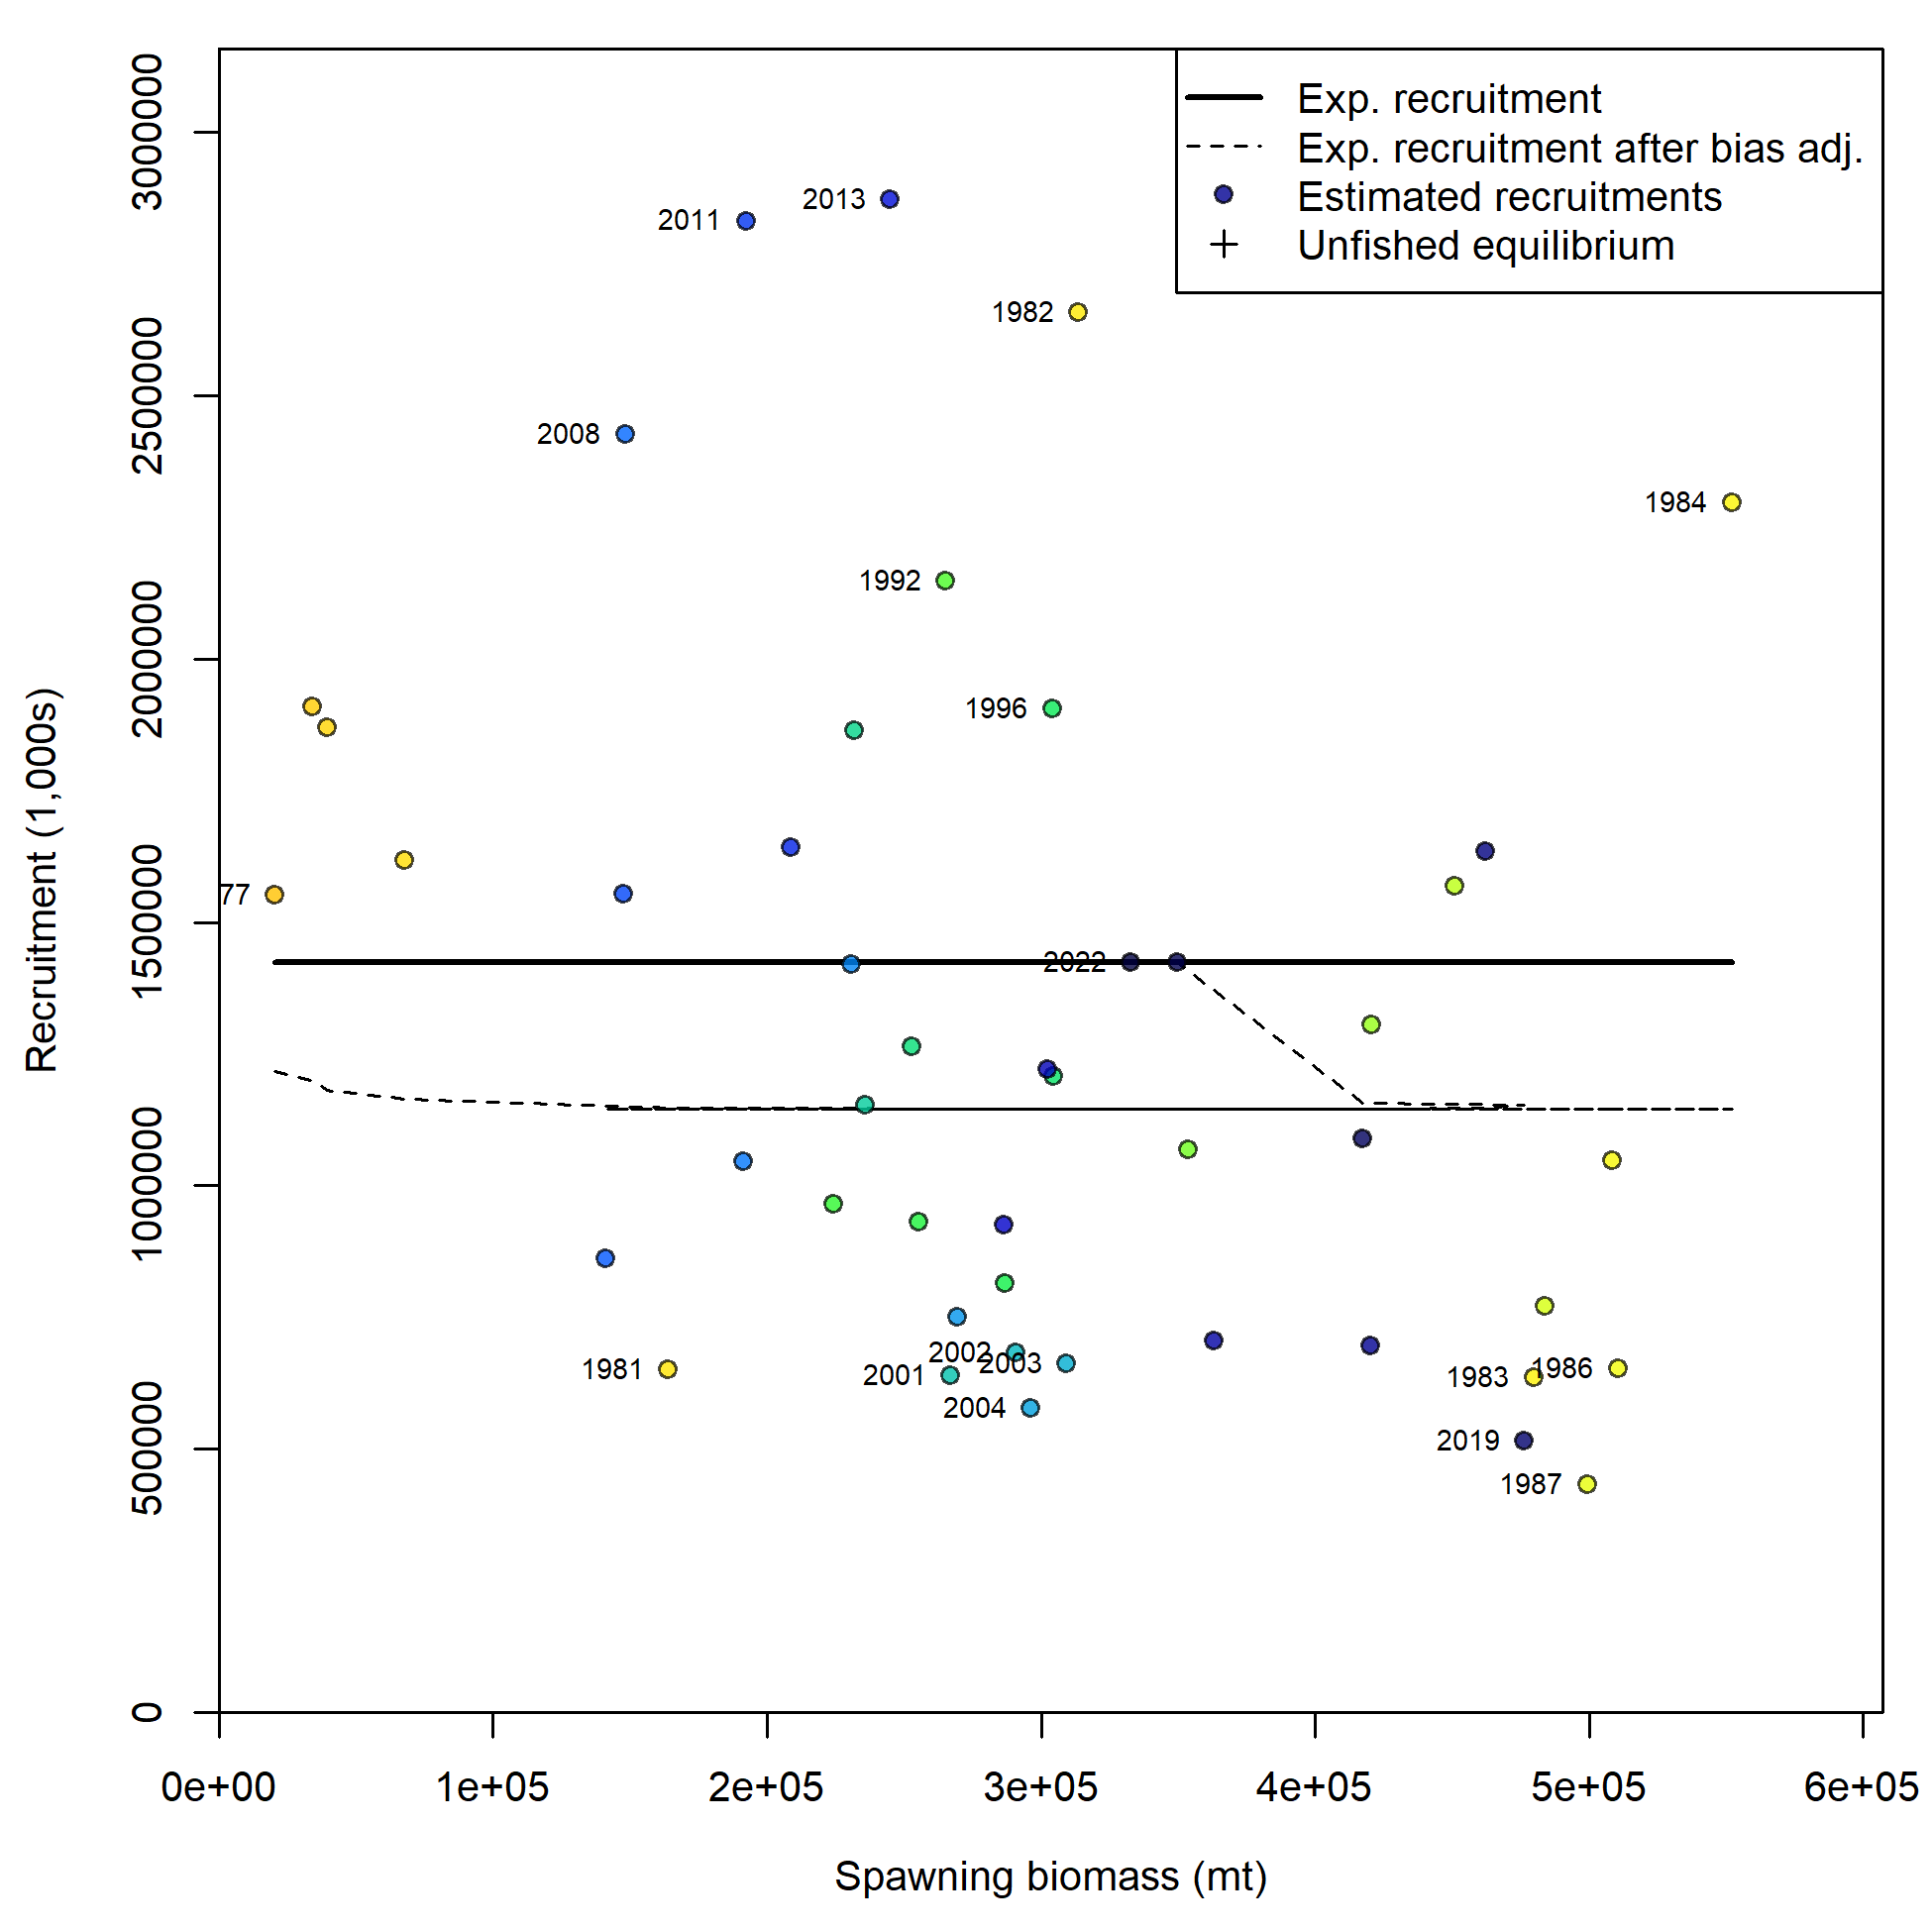 Exp. recruitment
Exp. recruitment after bias adj.
Estimated recruitments
Unfished equilibrium
3000000
2500000
2000000
1500000
1000000
500000
0
Recruitment (1,000s)
2013
2011
1982
2008
1984
1992
1996
77
2022
2002
2003
1981
2001
1983
1986
2004
2019
1987
0e+00
1e+05
2e+05
3e+05
4e+05
5e+05
6e+05
Spawning biomass (mt)